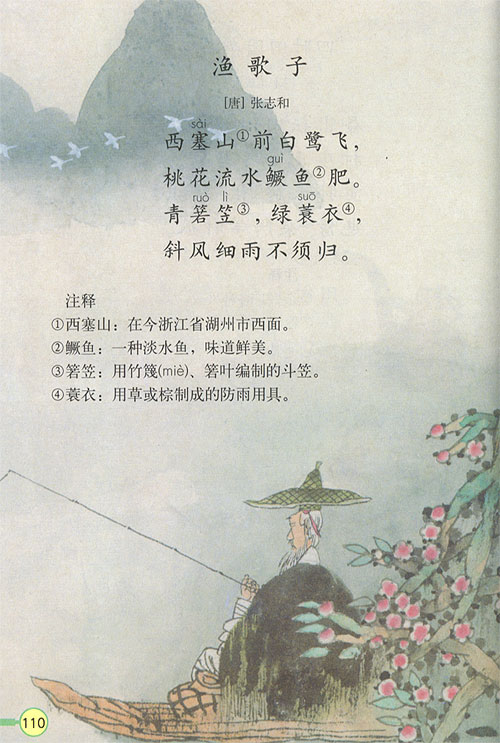 渔歌子
[唐] 张志和
sài
西塞山①前白鹭飞，
guì
桃花流水鳜鱼②肥。
ruò lì suō
青箬笠③，绿蓑衣④，
斜风细雨不须归。
注释
①西塞山：在今浙江省湖州市西面。
②鳜鱼：一种淡水鱼，味道鲜美。
③箬笠：用竹篾(miè)、箬叶编制的斗笠。
④蓑衣：用草或棕制成的防雨用具。
110